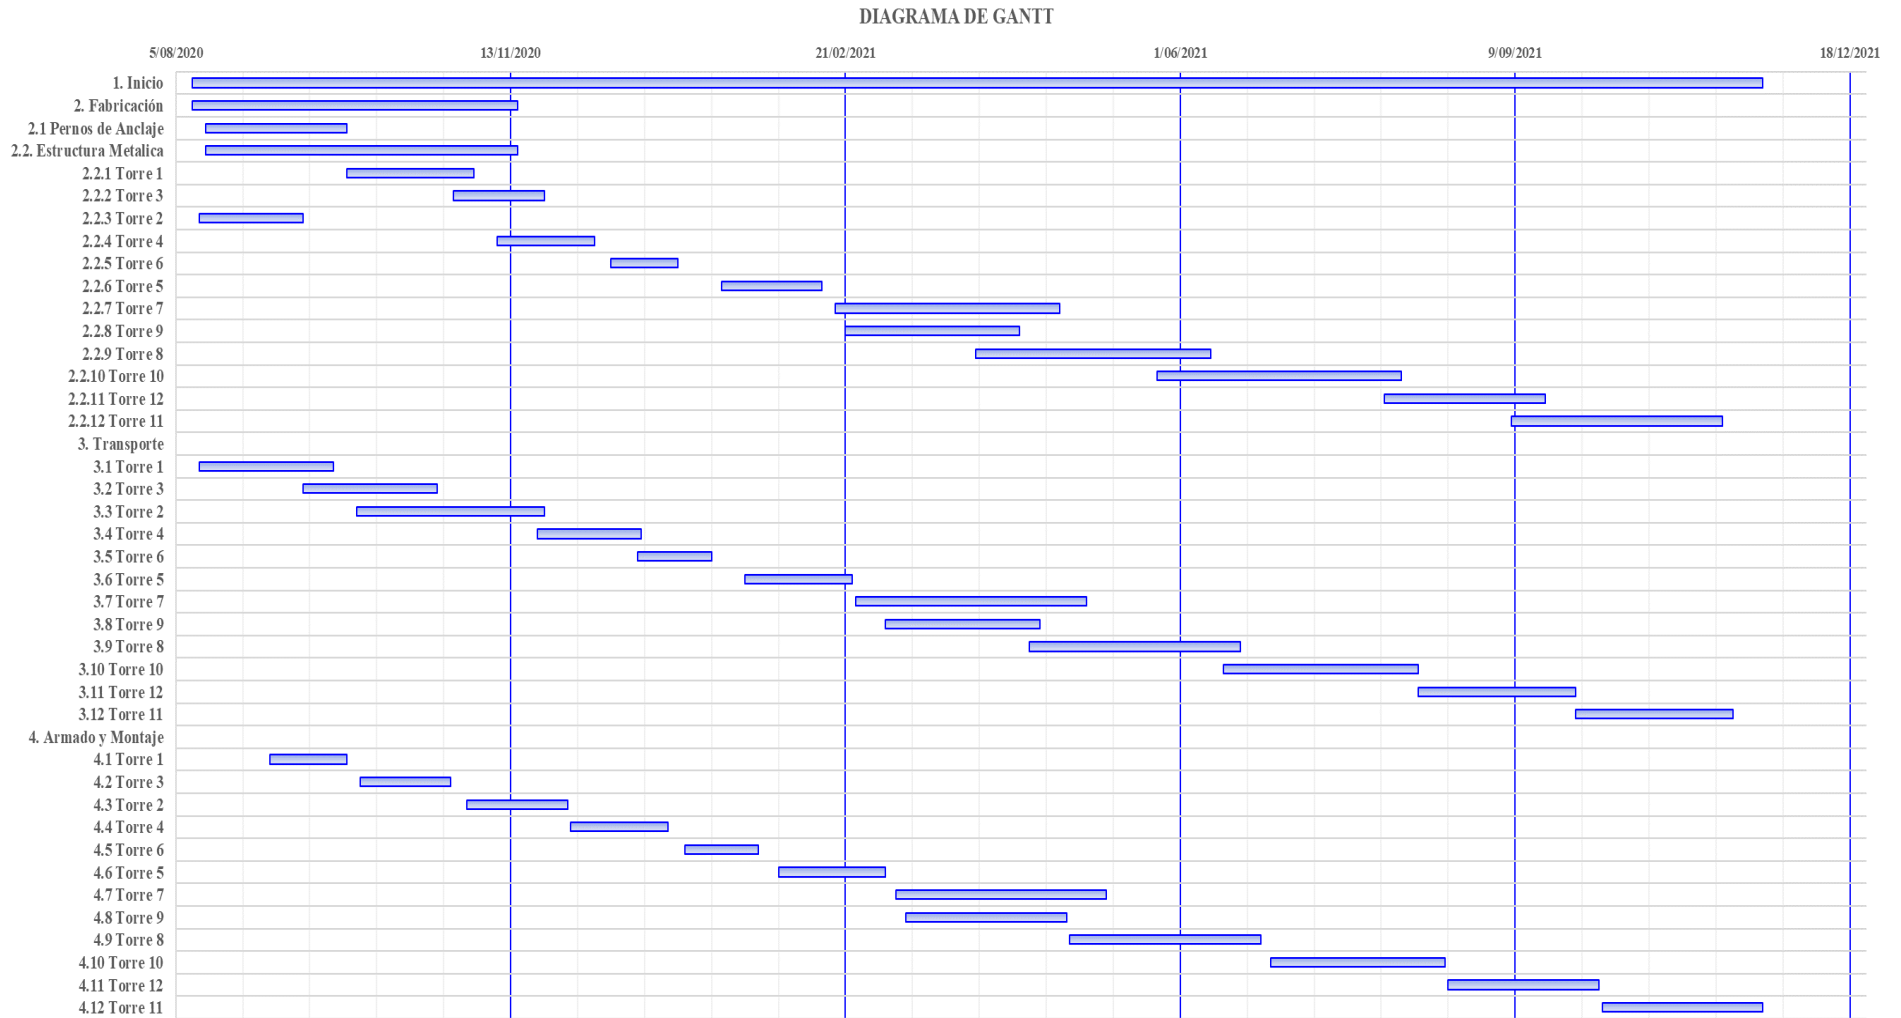 DIAGRAMA DE GANTT
5/08/2020 13/11/2020 21/02/2021 1/06/2021 9/09/2021 18/12/2021
1. Inicio
2. Fabricación
2.1 Pernos de Anclaje
2.2. Estructura Metalica
2.2.1 Torre 1
2.2.2 Torre 3
2.2.3 Torre 2
2.2.4 Torre 4
2.2.5 Torre 6
2.2.6 Torre 5
2.2.7 Torre 7
2.2.8 Torre 9
2.2.9 Torre 8
2.2.10 Torre 10
2.2.11 Torre 12
2.2.12 Torre 11
3. Transporte
3.1 Torre 1
3.2 Torre 3
3.3 Torre 2
3.4 Torre 4
3.5 Torre 6
3.6 Torre 5
3.7 Torre 7
3.8 Torre 9
3.9 Torre 8
3.10 Torre 10
3.11 Torre 12
3.12 Torre 11
4. Armado y Montaje
4.1 Torre 1
4.2 Torre 3
4.3 Torre 2
4.4 Torre 4
4.5 Torre 6
4.6 Torre 5
4.7 Torre 7
4.8 Torre 9
4.9 Torre 8
4.10 Torre 10
4.11 Torre 12
4.12 Torre 11